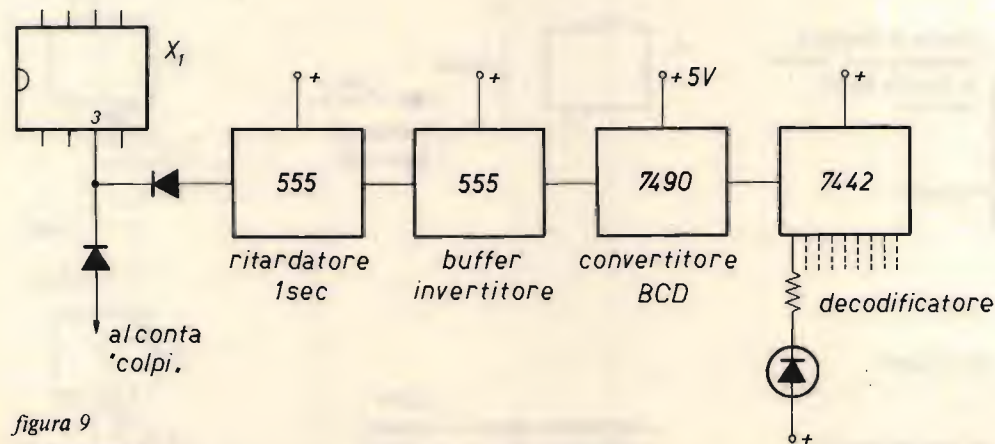 X1
3
+
+
+5V
+
555
555
7490
7442
ritardatore
1sec
buffer
invertitore
convertitore
BCD
decodificatore
al conta
"colpi„
+
figura 9